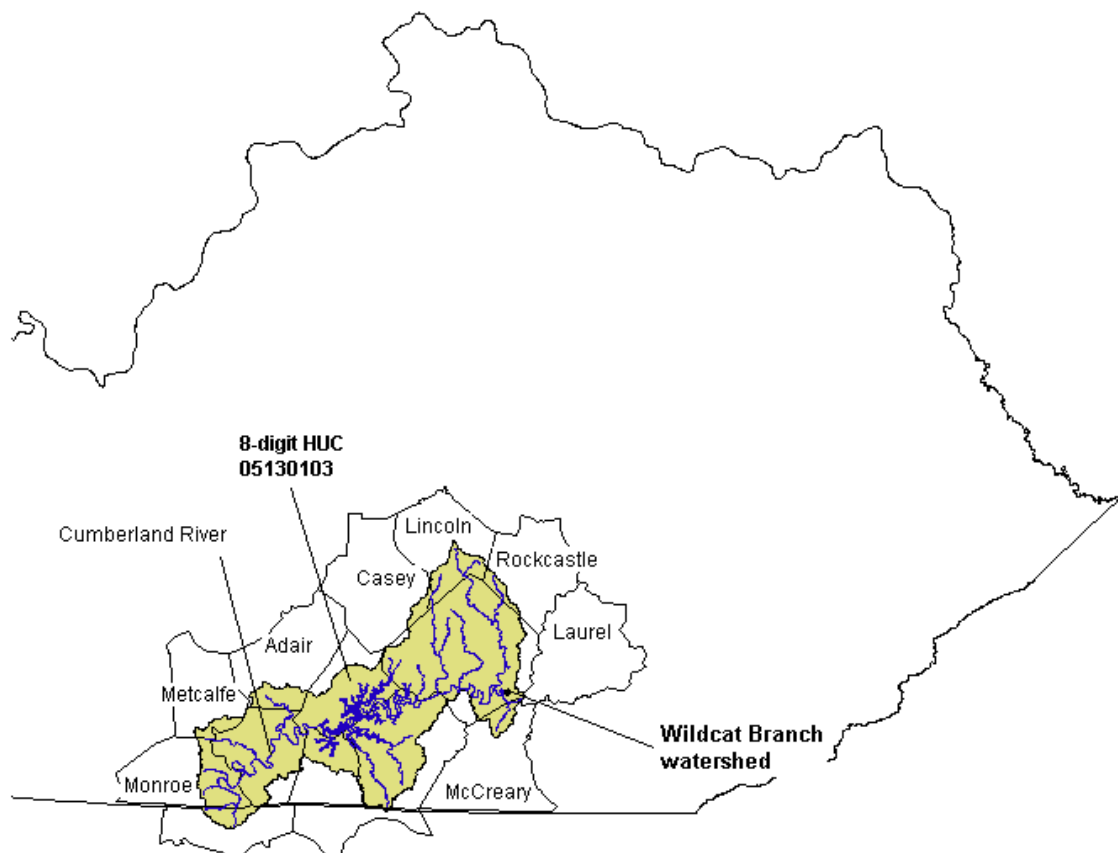 8-digit HUC
05130103
Cumberland River
Lincoln
Rockcastle
Casey
Laurel
Adair
Metcalfe
Wildcat Branch
watershed
Monroe
McCreary